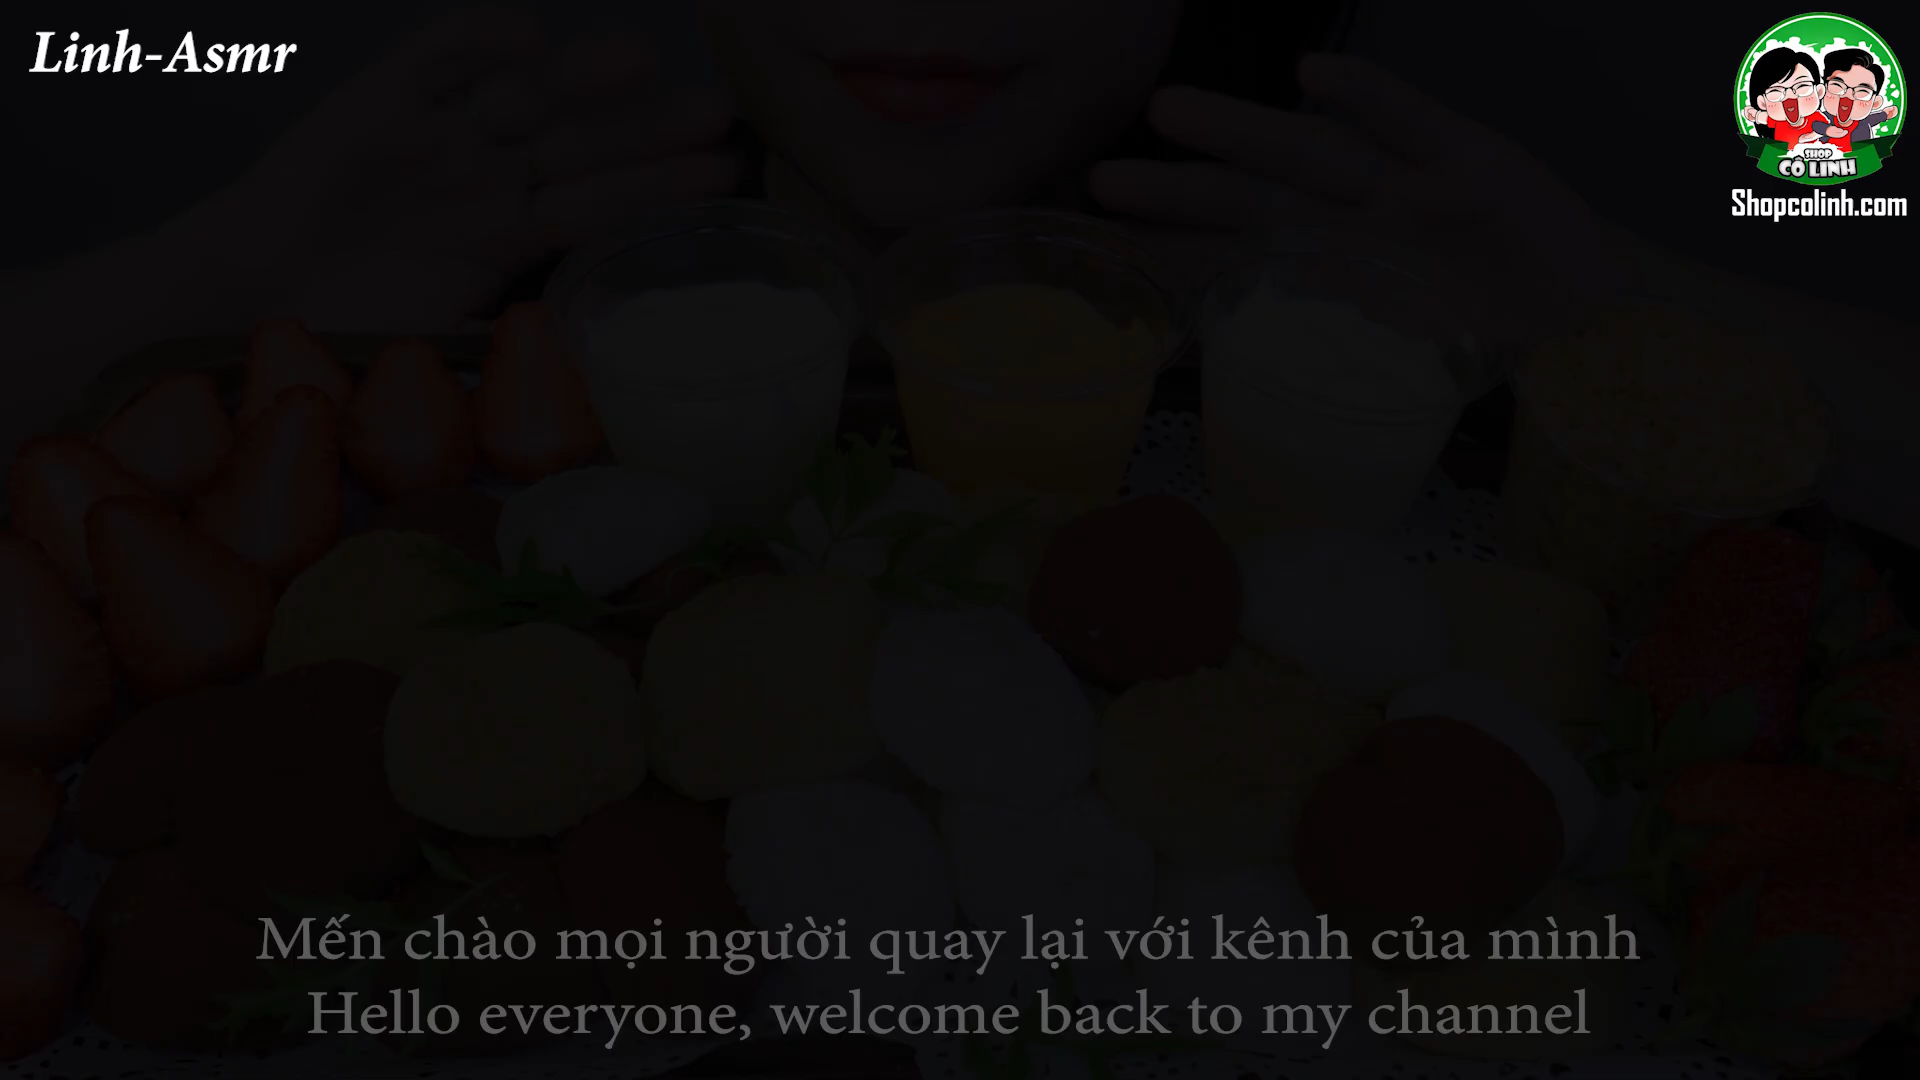 Linh-Asmr
SHOP
CÔ LINH
Shopcolinh.com
Mến chào mọi người quay lại với kênh của mình
Hello everyone, welcome back to my channel